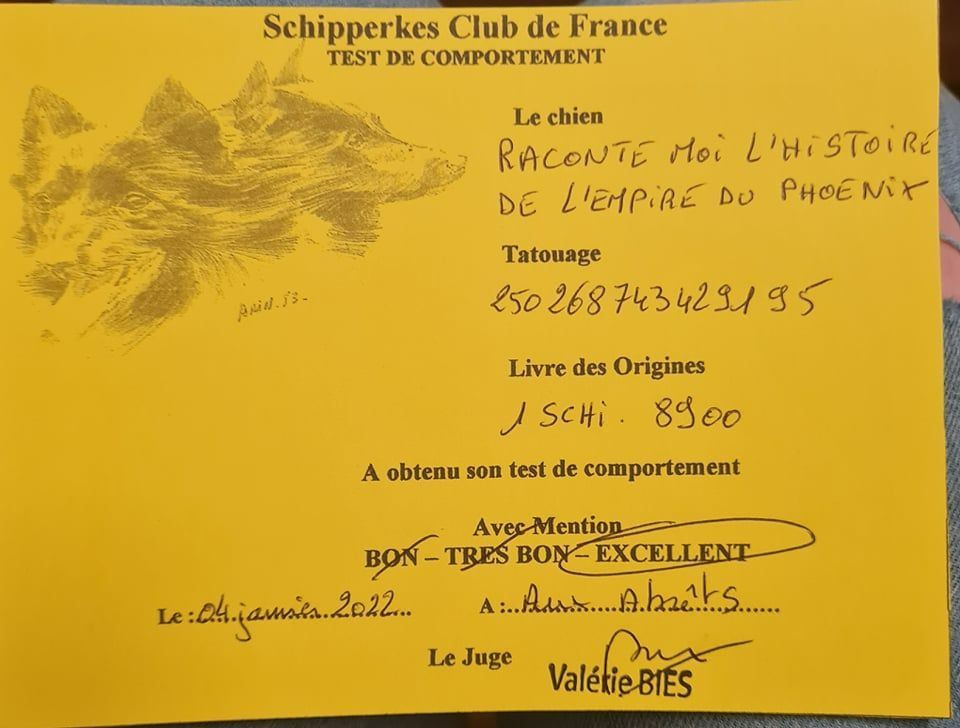 Schipperkes Club de France
TEST DE COMPORTEMENT
Le chien
RACONTE MOI L'HISTOIRE
DE L'EMPIRE DU PHOENIX
Tatouage
250268743429195
Livre des Origines
1 SCHI. 8900
A obtenu son test de comportement
Avec Mention
BON – TRES BON – EXCELLENT
Le :04 janvier 2022... A :..Aux Abrêts......
Le Juge
Valérie BIES